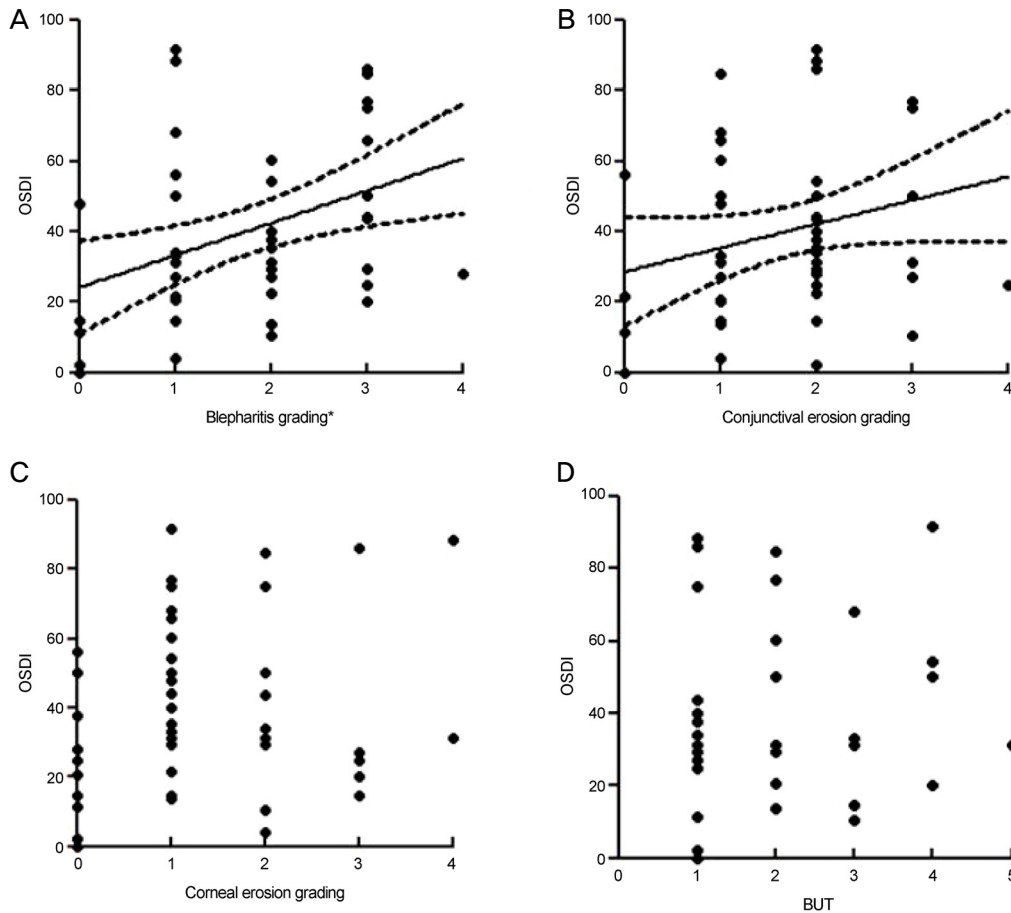 A
100
80
60
40
20
0
OSDI
0 1 2 3 4
Blepharitis grading*
B
100
80
60
40
20
0
OSDI
0 1 2 3 4
Conjunctival erosion grading
C
100
80
60
40
20
0
OSDI
0 1 2 3 4
Corneal erosion grading
D
100
80
60
40
20
0
OSDI
0 1 2 3 4 5
BUT